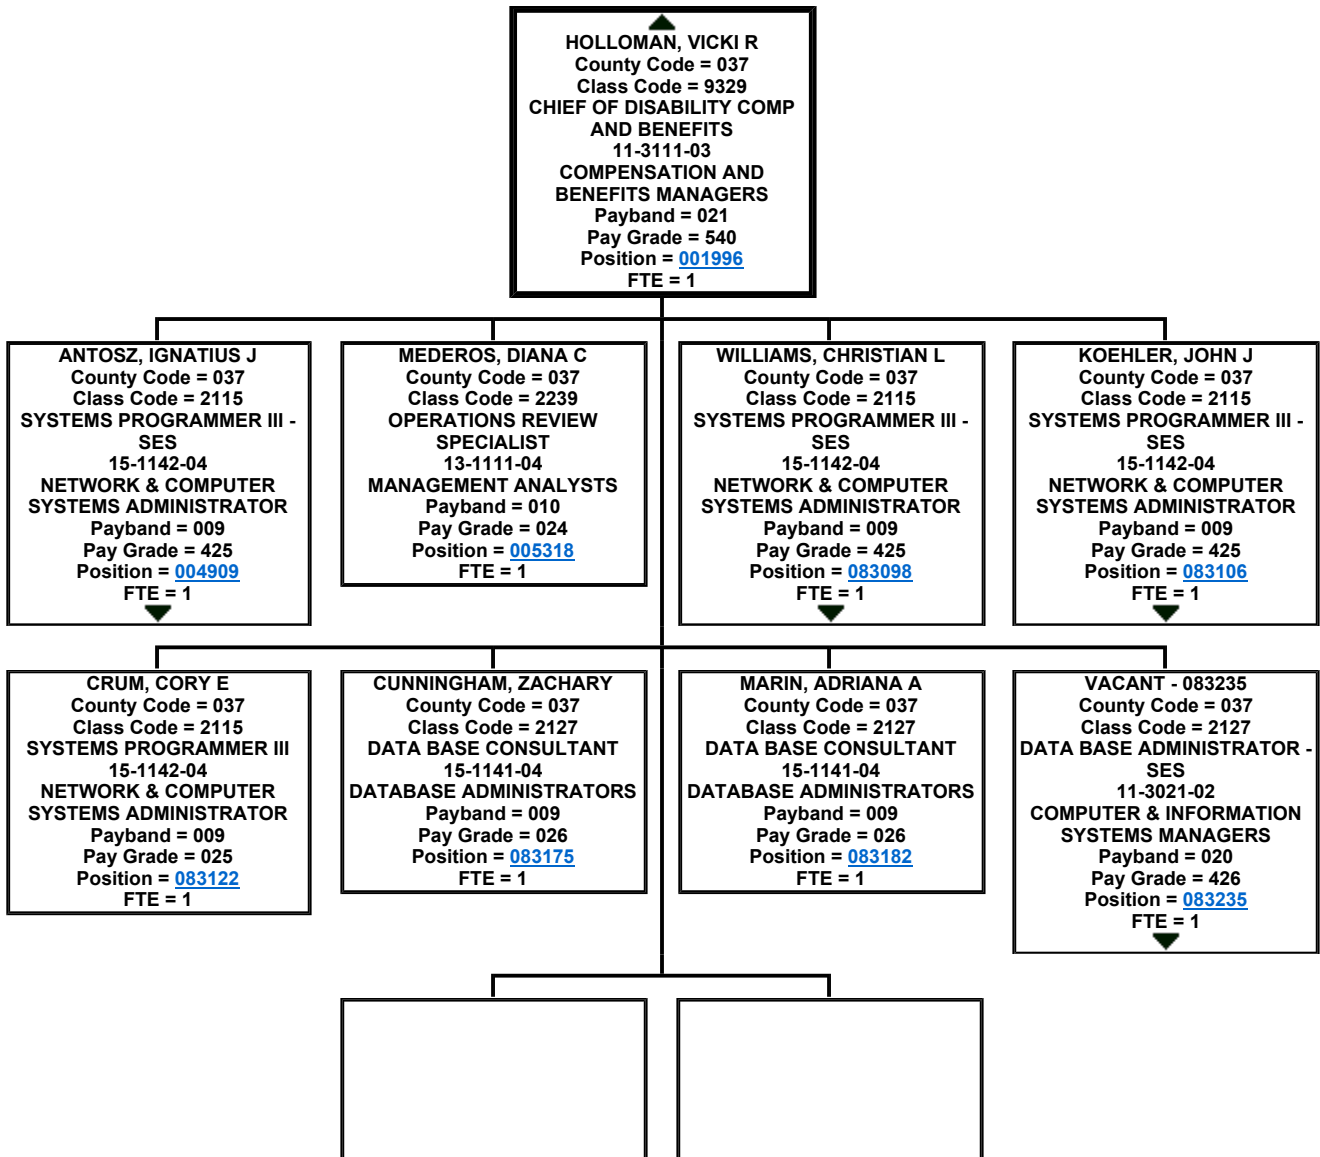 HOLLOMAN, VICKI R
County Code = 037
Class Code = 9329
CHIEF OF DISABILITY COMP
AND BENEFITS
11-3111-03
COMPENSATION AND
BENEFITS MANAGERS
Payband = 021
Pay Grade = 540
Position = 001996
FTE = 1
ANTOSZ, IGNATIUS J
County Code = 037
Class Code = 2115
SYSTEMS PROGRAMMER III -
SES
15-1142-04
NETWORK & COMPUTER
SYSTEMS ADMINISTRATOR
Payband = 009
Pay Grade = 425
Position = 004909
FTE = 1
MEDEROS, DIANA C
County Code = 037
Class Code = 2239
OPERATIONS REVIEW
SPECIALIST
13-1111-04
MANAGEMENT ANALYSTS
Payband = 010
Pay Grade = 024
Position = 005318
FTE = 1
WILLIAMS, CHRISTIAN L
County Code = 037
Class Code = 2115
SYSTEMS PROGRAMMER III -
SES
15-1142-04
NETWORK & COMPUTER
SYSTEMS ADMINISTRATOR
Payband = 009
Pay Grade = 425
Position = 083098
FTE = 1
KOEHLER, JOHN J
County Code = 037
Class Code = 2115
SYSTEMS PROGRAMMER III -
SES
15-1142-04
NETWORK & COMPUTER
SYSTEMS ADMINISTRATOR
Payband = 009
Pay Grade = 425
Position = 083106
FTE = 1
CRUM, CORY E
County Code = 037
Class Code = 2115
SYSTEMS PROGRAMMER III
15-1142-04
NETWORK & COMPUTER
SYSTEMS ADMINISTRATOR
Payband = 009
Pay Grade = 025
Position = 083122
FTE = 1
CUNNINGHAM, ZACHARY
County Code = 037
Class Code = 2127
DATA BASE CONSULTANT
15-1141-04
DATABASE ADMINISTRATORS
Payband = 009
Pay Grade = 026
Position = 083175
FTE = 1
MARIN, ADRIANA A
County Code = 037
Class Code = 2127
DATA BASE CONSULTANT
15-1141-04
DATABASE ADMINISTRATORS
Payband = 009
Pay Grade = 026
Position = 083182
FTE = 1
VACANT - 083235
County Code = 037
Class Code = 2127
DATA BASE ADMINISTRATOR -
SES
11-3021-02
COMPUTER & INFORMATION
SYSTEMS MANAGERS
Payband = 020
Pay Grade = 426
Position = 083235
FTE = 1